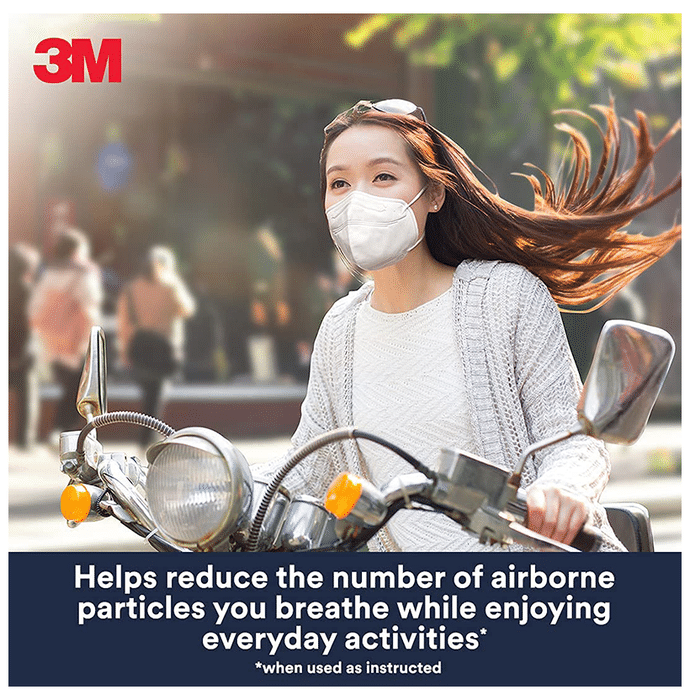 3M
Helps reduce the number of airborne
particles you breathe while enjoying
everyday activities*
*when used as instructed